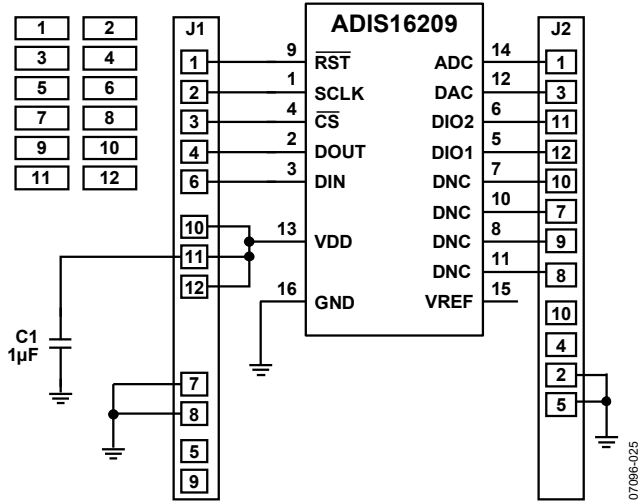 1 2
3 4
5 6
7 8
9 10
11 12
J1
1
2
3
4
6
10
11
12
7
8
5
9
C1
1µF
ADIS16209
9 RST ADC 14
1 SCLK DAC 12
4 CS DIO2 6
2 DOUT DIO1 5
3 DIN DNC 7
DNC 10
13 VDD DNC 8
DNC 11
16 GND VREF 15
J2
1
3
11
12
10
7
9
8
10
4
2
5
07096-025